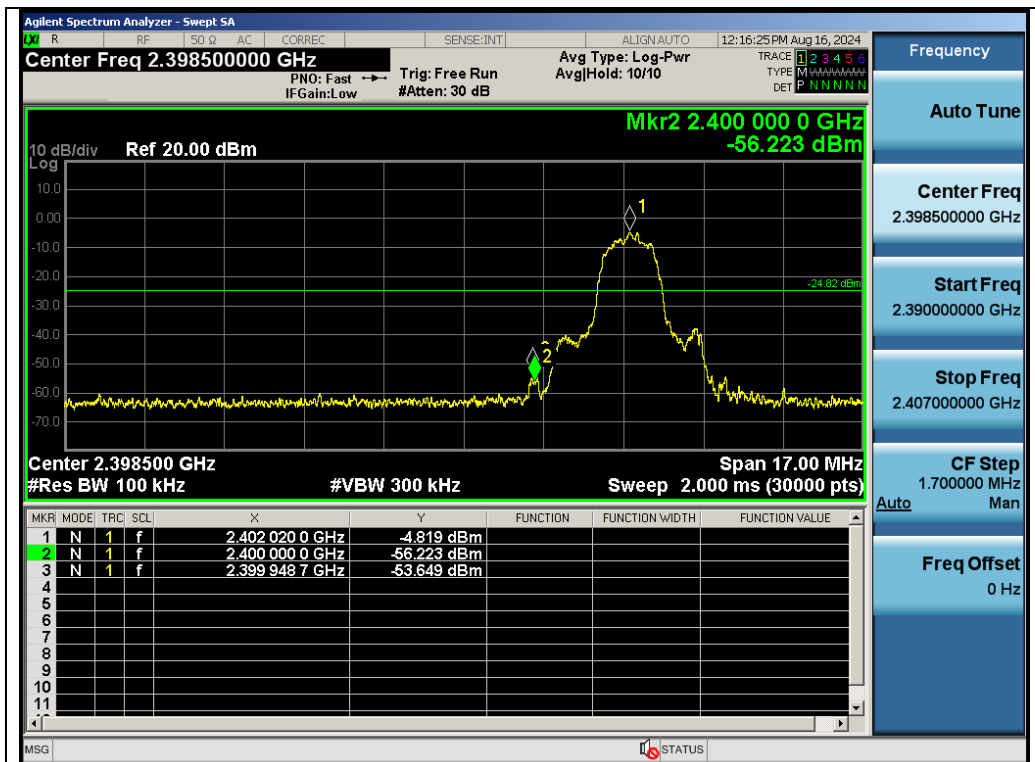 Agilent Spectrum Analyzer - Swept SA
LXI R RF 50 Ω AC CORREC SENSE:INT ALIGN AUTO 12:16:25 PM Aug 16, 2024
Center Freq 2.398500000 GHz
PNO: Fast
IFGain:Low
Trig: Free Run
#Atten: 30 dB
Avg Type: Log-Pwr
Avg|Hold: 10/10
TRACE 1 2 3 4 5 6
TYPE M WWWWW
DET P N N N N N
Mkr2 2.400 000 0 GHz
-56.223 dBm
10 dB/div Ref 20.00 dBm
Log
10.0
0.00
-10.0
-20.0
-30.0
-40.0
-50.0
-60.0
-70.0
1
-24.82 dBm
2
Center 2.398500 GHz Span 17.00 MHz
#Res BW 100 kHz #VBW 300 kHz Sweep 2.000 ms (30000 pts)
MKR MODE TRC SCL X Y FUNCTION FUNCTION WIDTH FUNCTION VALUE
1 N 1 f 2.402 020 0 GHz -4.819 dBm
2 N 1 f 2.400 000 0 GHz -56.223 dBm
3 N 1 f 2.399 948 7 GHz -53.649 dBm
4
5
6
7
8
9
10
11
MSG STATUS
Frequency
Auto Tune
Center Freq
2.398500000 GHz
Start Freq
2.390000000 GHz
Stop Freq
2.407000000 GHz
CF Step
1.700000 MHz
Auto Man
Freq Offset
0 Hz